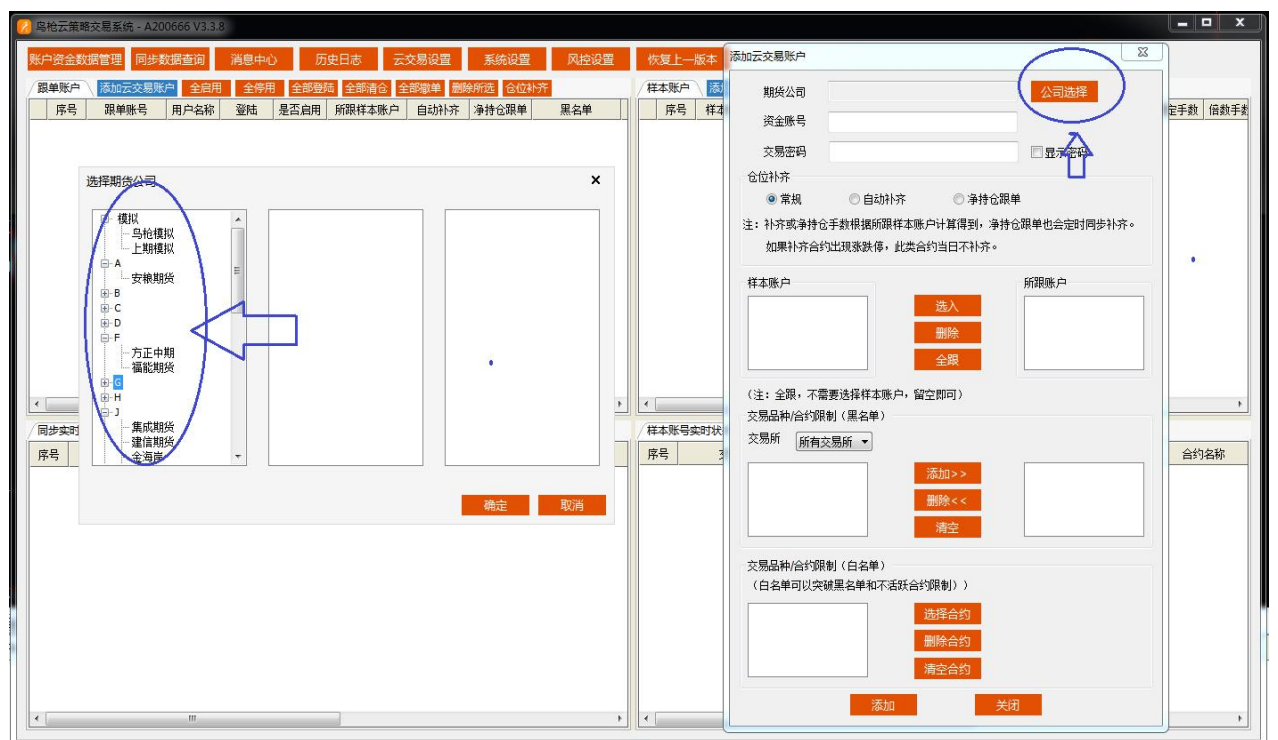 鸟枪云策略交易系统 - A200666 V3.3.8
账户资金数据管理 同步数据查询 消息中心 历史日志 云交易设置 系统设置 风控设置 恢复上一版本
跟单账户 添加云交易账户 全启用 全停用 全部登陆 全部清仓 全部撤单 删除所选 仓位补齐
序号 跟单账号 用户名称 登陆 是否启用 所跟样本账户 自动补齐 净持仓跟单 黑名单
选择期货公司
模拟
鸟枪模拟
上期模拟
A
安粮期货
B
C
D
F
方正中期
福能期货
G
H
J
集成期货
建信期货
金海岸
确定 取消
同步实时
序号
样本账户 添
序号 样本
定手数 倍数手数
样本账号实时状
序号
合约名称
添加云交易账户
期货公司 公司选择
资金账号
交易密码 显示密码
仓位补齐
常规 自动补齐 净持仓跟单
注：补齐或净持仓手数根据所跟样本账户计算得到，净持仓跟单也会定时同步补齐。
如果补齐合约出现涨跌停，此类合约当日不补齐。
样本账户 所跟账户
选入
删除
全跟
（注：全跟，不需要选择样本账户，留空即可）
交易品种/合约限制（黑名单）
交易所 所有交易所
添加>>
删除<<
清空
交易品种/合约限制（白名单）
（白名单可以突破黑名单和不活跃合约限制））
选择合约
删除合约
清空合约
添加 关闭